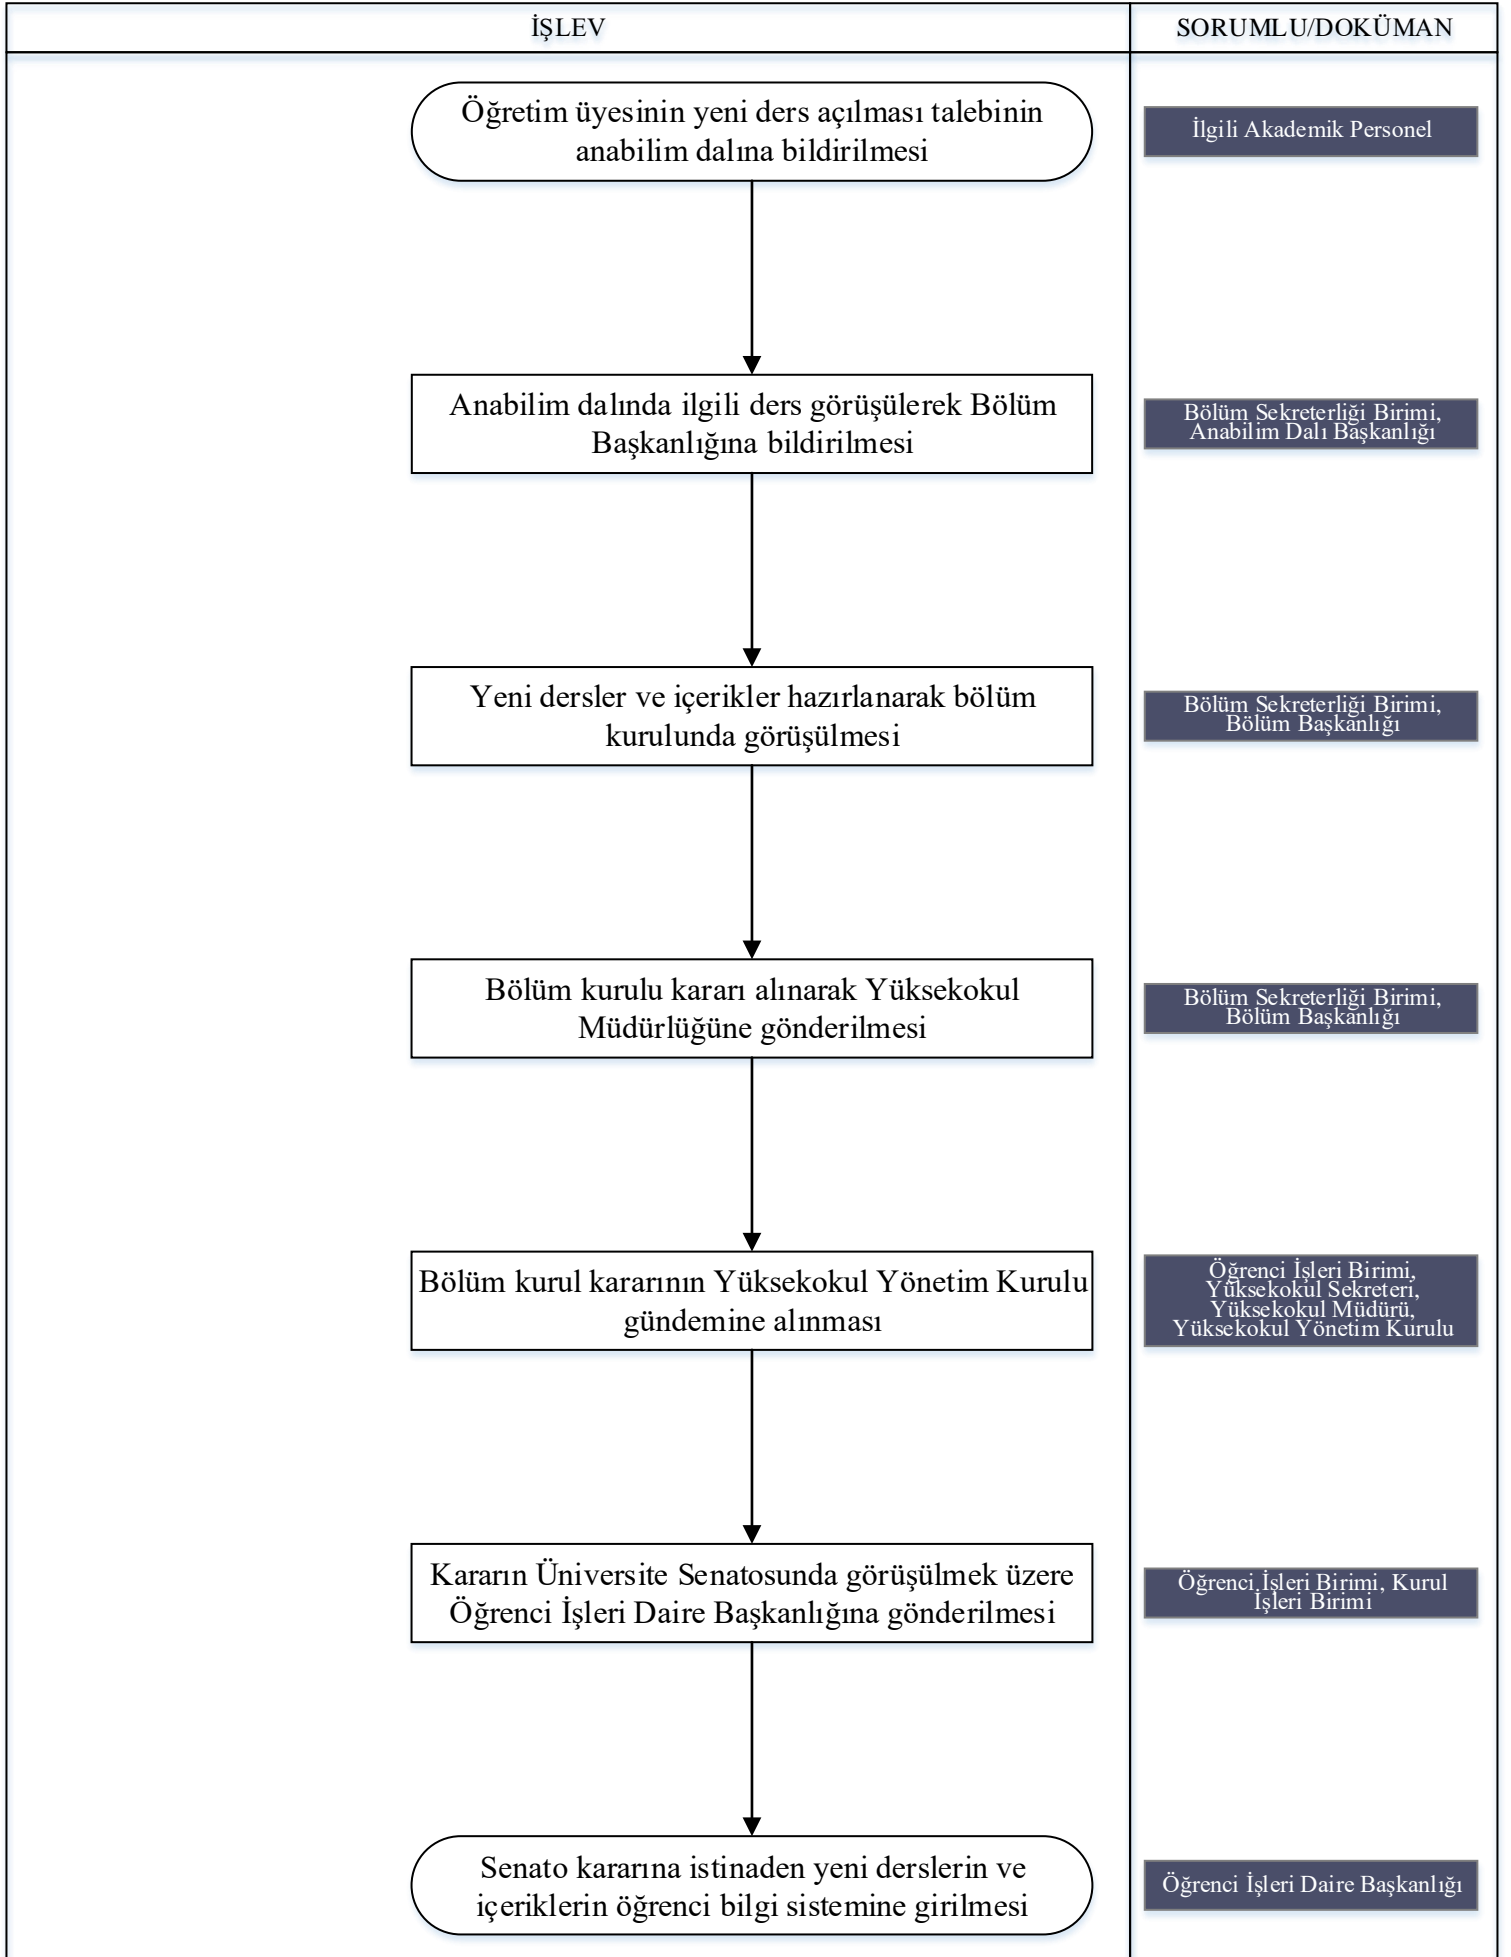 İŞLEV
SORUMLU/DOKÜMAN
Öğretim üyesinin yeni ders açılması talebinin
anabilim dalına bildirilmesi
İlgili Akademik Personel
Anabilim dalında ilgili ders görüşülerek Bölüm
Başkanlığına bildirilmesi
Bölüm Sekreterliği Birimi,
Anabilim Dalı Başkanlığı
Yeni dersler ve içerikler hazırlanarak bölüm
kurulunda görüşülmesi
Bölüm Sekreterliği Birimi,
Bölüm Başkanlığı
Bölüm kurulu kararı alınarak Yüksekokul
Müdürlüğüne gönderilmesi
Bölüm Sekreterliği Birimi,
Bölüm Başkanlığı
Bölüm kurul kararının Yüksekokul Yönetim Kurulu
gündemine alınması
Öğrenci İşleri Birimi,
Yüksekokul Sekreteri,
Yüksekokul Müdürü,
Yüksekokul Yönetim Kurulu
Kararın Üniversite Senatosunda görüşülmek üzere
Öğrenci İşleri Daire Başkanlığına gönderilmesi
Öğrenci İşleri Birimi, Kurul
İşleri Birimi
Senato kararına istinaden yeni derslerin ve
içeriklerin öğrenci bilgi sistemine girilmesi
Öğrenci İşleri Daire Başkanlığı